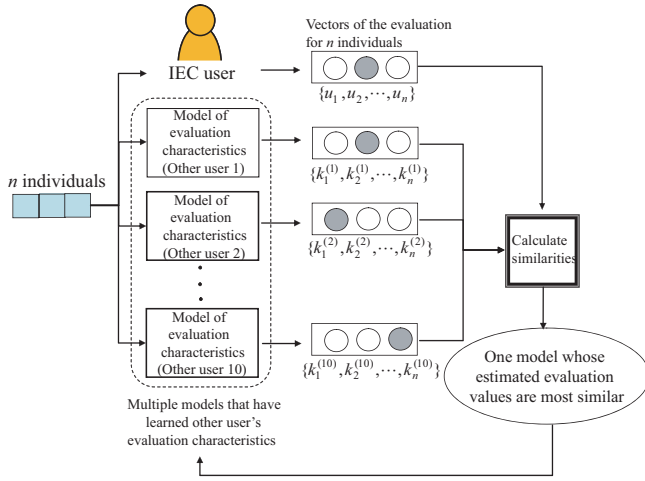 Vectors of the evaluation
for n individuals
IEC user
{u₁, u₂, ⋯, uₙ}
Model of
evaluation
characteristics
(Other user 1)
{k₁⁽¹⁾, k₂⁽¹⁾, ⋯, kₙ⁽¹⁾}
n individuals
Model of
evaluation
characteristics
(Other user 2)
{k₁⁽²⁾, k₂⁽²⁾, ⋯, kₙ⁽²⁾}
Calculate
similarities
Model of
evaluation
characteristics
(Other user 10)
{k₁⁽¹⁰⁾, k₂⁽¹⁰⁾, ⋯, kₙ⁽¹⁰⁾}
One model whose
estimated evaluation
values are most similar
Multiple models that have
learned other user's
evaluation characteristics